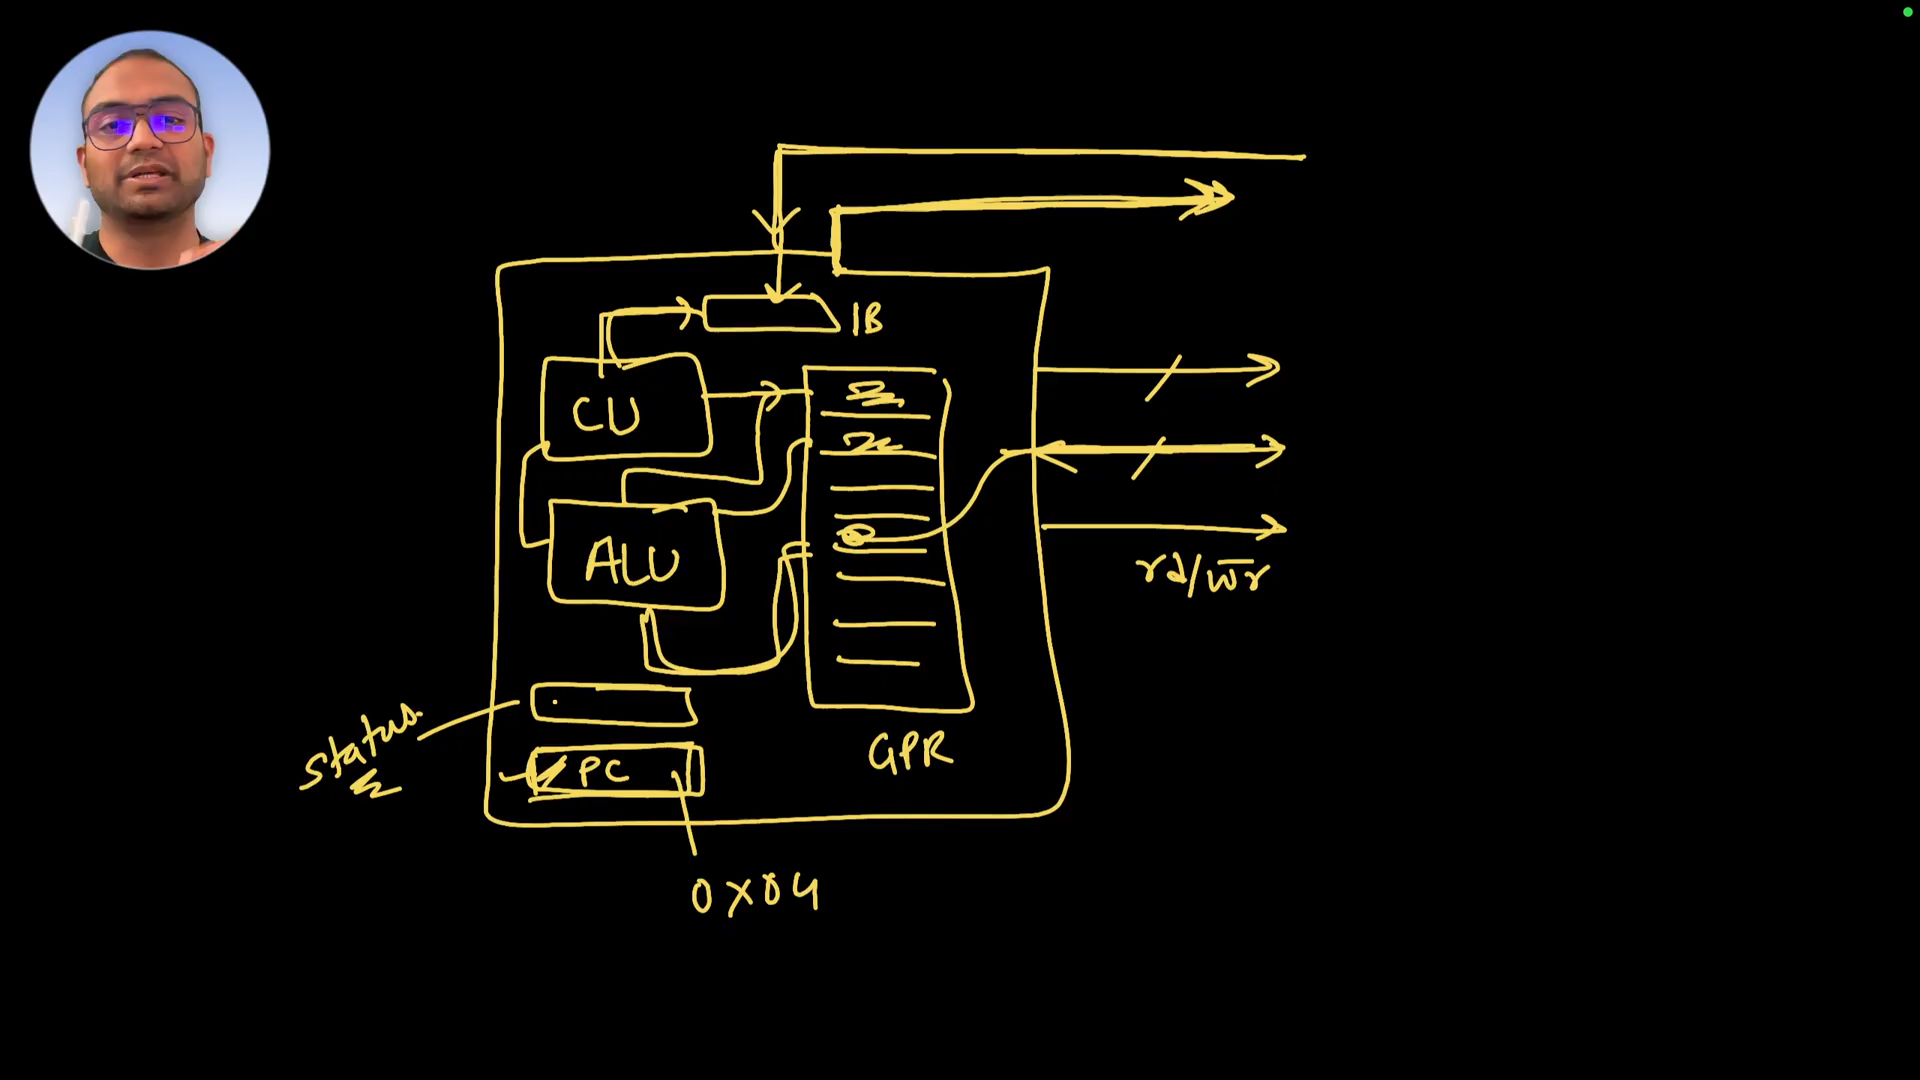 IB
CU
ALU
rd/w̅r̅
status
PC
GPR
0x04